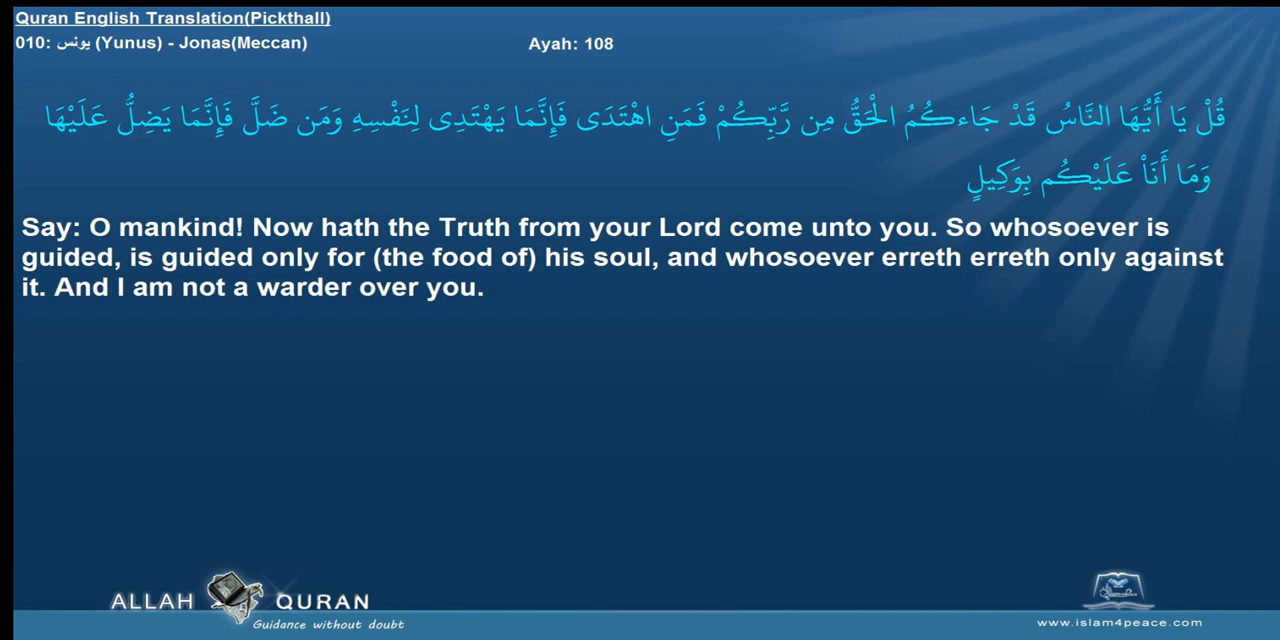 Quran English Translation(Pickthall)
010: يونس (Yunus) - Jonas(Meccan)
Ayah: 108
قُلْ يَا أَيُّهَا النَّاسُ قَدْ جَاءكُمُ الْحَقُّ مِن رَّبِّكُمْ فَمَنِ اهْتَدَى فَإِنَّمَا يَهْتَدِى لِنَفْسِهِ وَمَن ضَلَّ فَإِنَّمَا يَضِلُّ عَلَيْهَا
وَمَا أَنَاْ عَلَيْكُم بِوَكِيلٍ
Say: O mankind! Now hath the Truth from your Lord come unto you. So whosoever is
guided, is guided only for (the food of) his soul, and whosoever erreth erreth only against
it. And I am not a warder over you.
ALLAH QURAN
Guidance without doubt
www.islam4peace.com